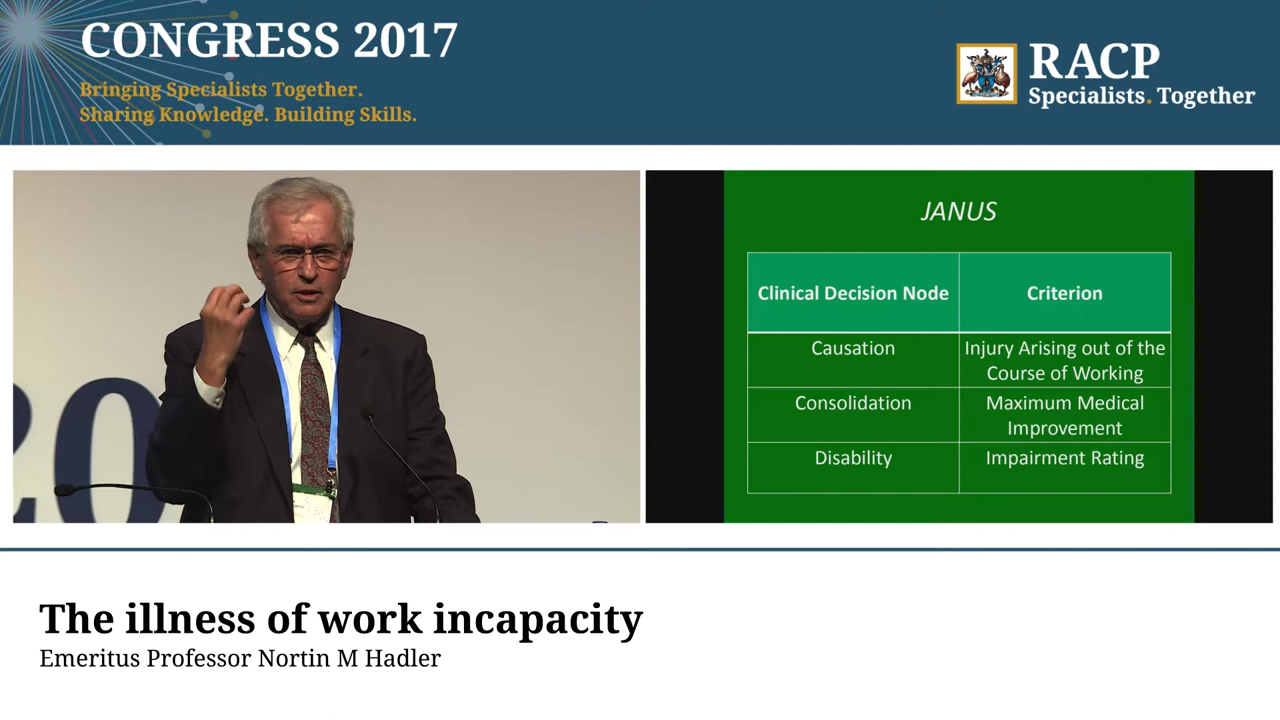 CONGRESS 2017
Bringing Specialists Together.
Sharing Knowledge. Building Skills.
RACP
Specialists. Together
20
JANUS
Clinical Decision Node
Criterion
Causation
Injury Arising out of the
Course of Working
Consolidation
Maximum Medical
Improvement
Disability
Impairment Rating
The illness of work incapacity
Emeritus Professor Nortin M Hadler